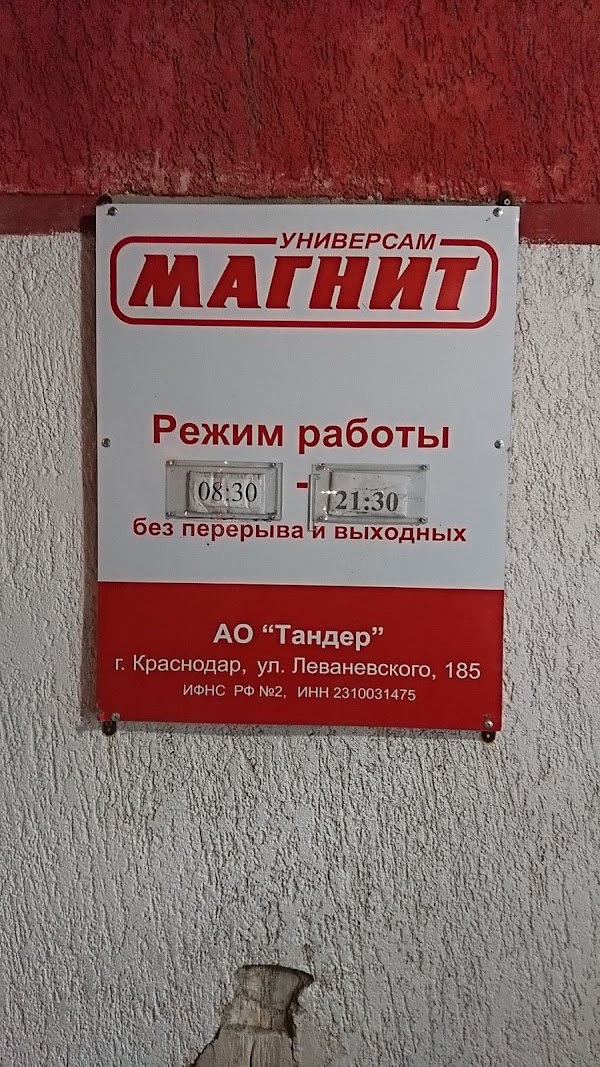 УНИВЕРСАМ
МАГНИТ
Режим работы
08:30 - 21:30
без перерыва и выходных
АО “Тандер”
г. Краснодар, ул. Леваневского, 185
ИФНС РФ №2, ИНН 2310031475